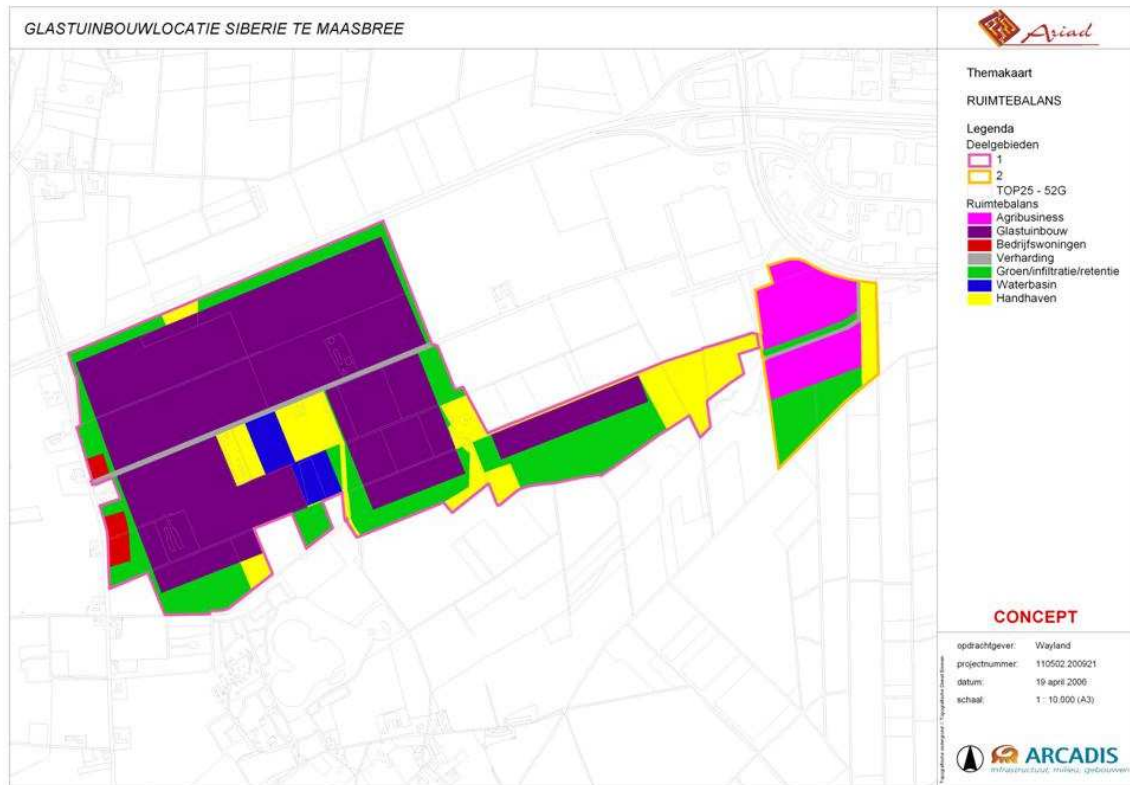 GLASTUINBOUWLOCATIE SIBERIE TE MAASBREE
Ariad
Themakaart
RUIMTEBALANS
Legenda
Deelgebieden
1
2
TOP25 - 52G
Ruimtebalans
Agribusiness
Glastuinbouw
Bedrijfswoningen
Verharding
Groen/infiltratie/retentie
Waterbasin
Handhaven
CONCEPT
opdrachtgever: Wayland
projectnummer: 110502.200921
datum: 19 april 2006
schaal: 1 : 10.000 (A3)
ARCADIS
Infrastructuur, milieu, gebouwen